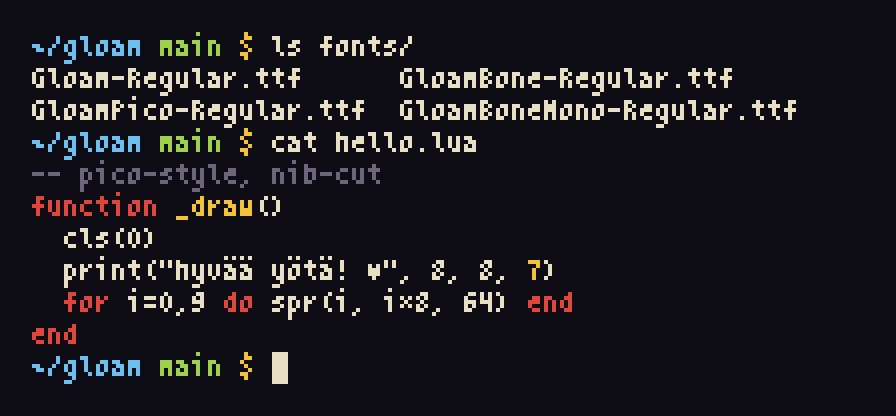 ~/gloam main $ ls fonts/
Gloam-Regular.ttf      GloamBone-Regular.ttf
GloamPico-Regular.ttf  GloamBoneMono-Regular.ttf
~/gloam main $ cat hello.lua
-- pico-style, nib-cut
function _draw()
  cls(0)
  print("hyvää yötä! ♥", 8, 8, 7)
  for i=0,9 do spr(i, i*8, 64) end
end
~/gloam main $